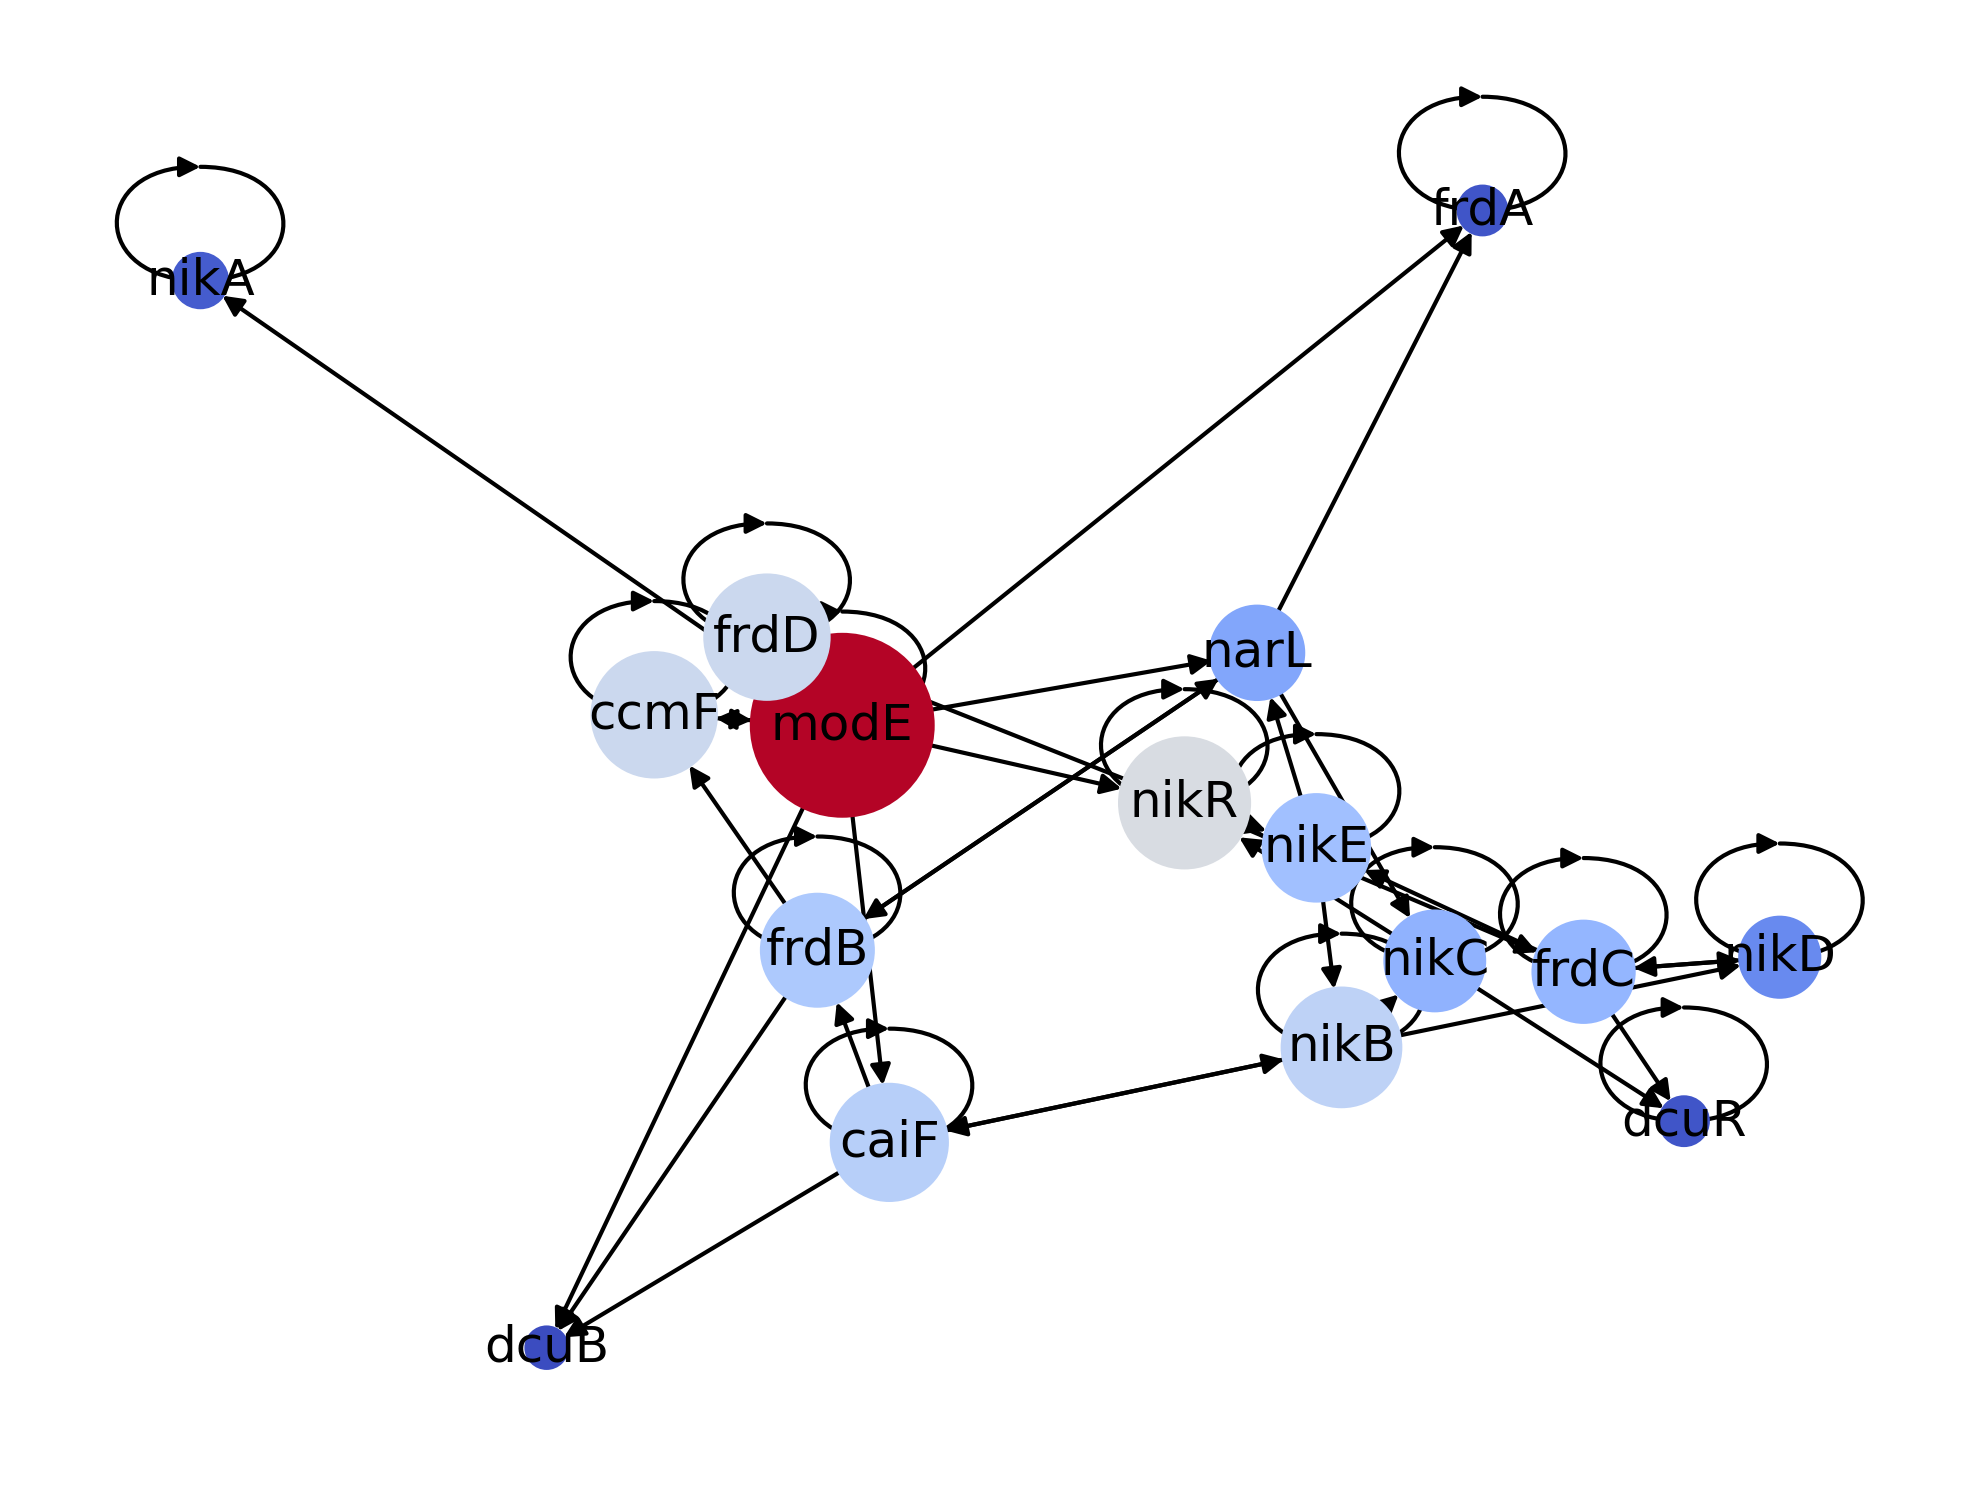 frdA
nikA
frdD
narL
ccmF
modE
nikR
nikE
frdB
nikC
frdC
nikD
nikB
dcuR
caiF
dcuB